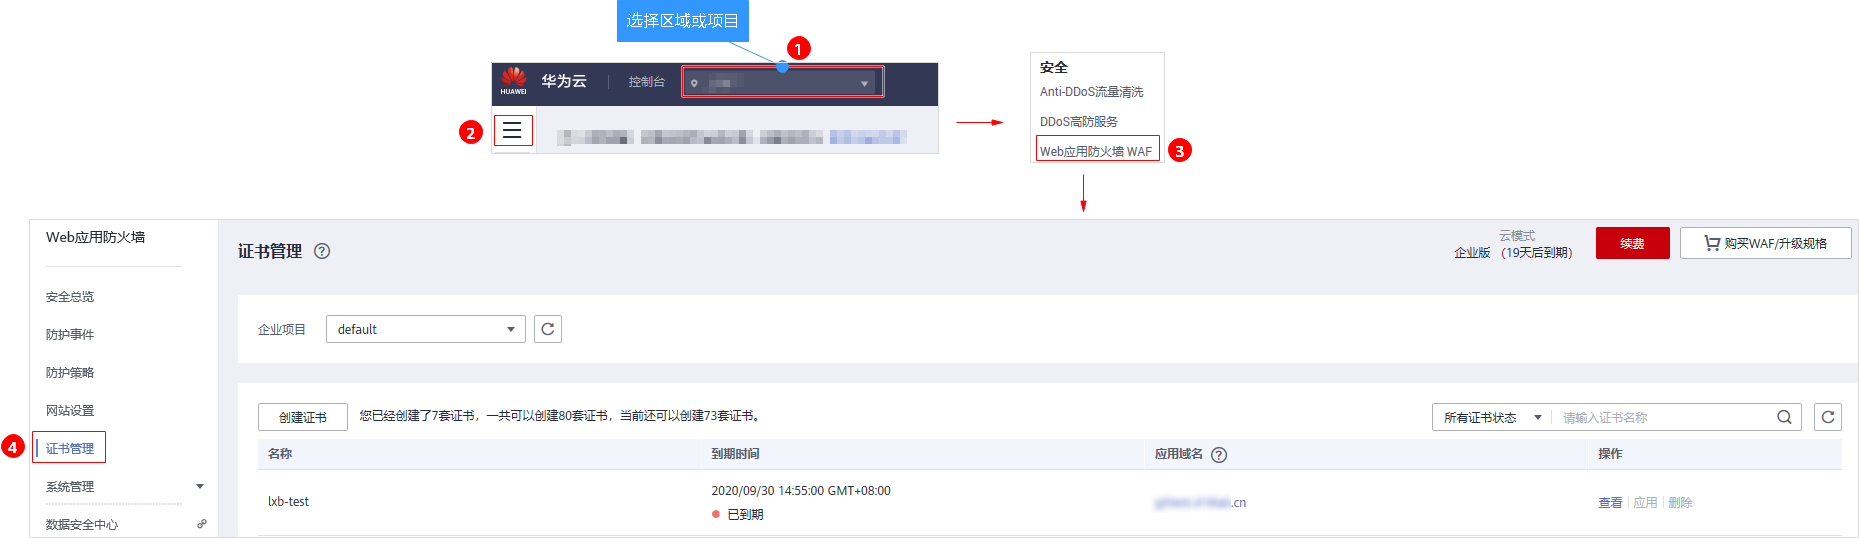 选择区域或项目
1
HUAWEI
华为云
控制台
2
安全
Anti-DDoS流量清洗
DDoS高防服务
Web应用防火墙 WAF
3
Web应用防火墙
安全总览
防护事件
防护策略
网站设置
4
证书管理
系统管理
数据安全中心
证书管理 ?
云模式
企业版 (19天后到期)
续费
购买WAF/升级规格
企业项目
default
创建证书
您已经创建了7套证书，一共可以创建80套证书，当前还可以创建73套证书。
所有证书状态
请输入证书名称
名称 到期时间 应用域名 ? 操作
lxb-test
2020/09/30 14:55:00 GMT+08:00
已到期
.cn
查看 应用 删除